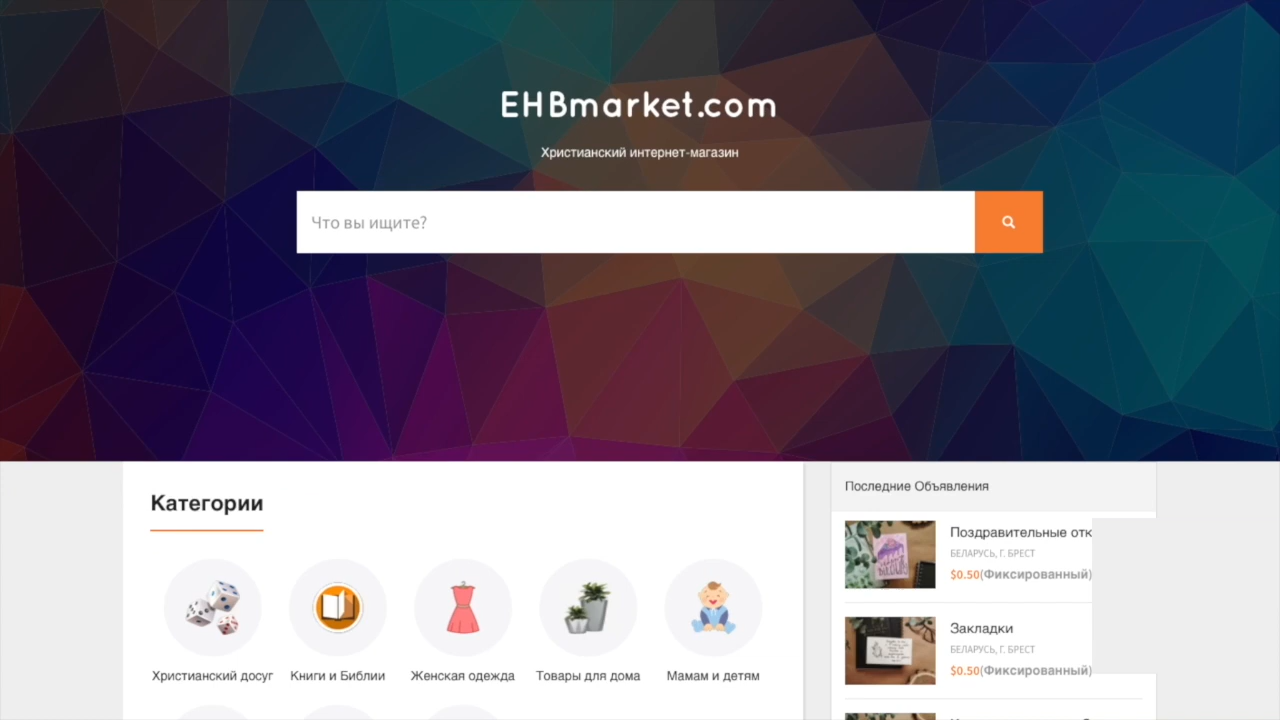 EHBmarket.com
Христианский интернет-магазин
Что вы ищите?
Категории
Христианский досуг
Книги и Библии
Женская одежда
Товары для дома
Мамам и детям
Последние Объявления
Поздравительные отк
БЕЛАРУСЬ, Г. БРЕСТ
$0.50(Фиксированный)
Закладки
БЕЛАРУСЬ, Г. БРЕСТ
$0.50(Фиксированный)